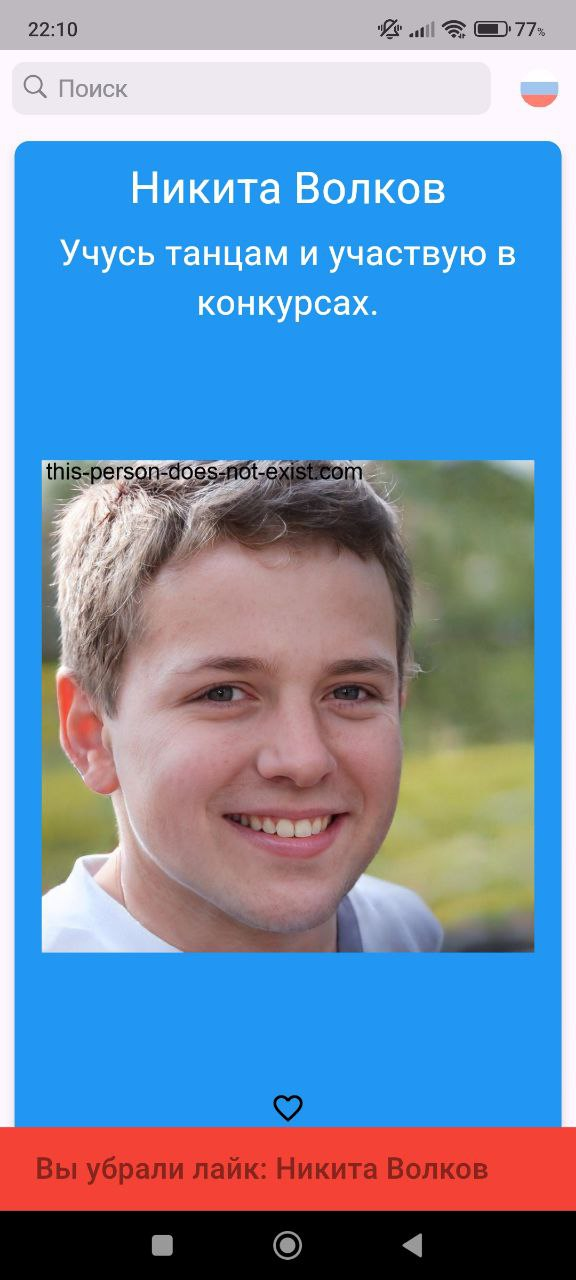 22:10
77%
Поиск
Никита Волков
Учусь танцам и участвую в
конкурсах.
this-person-does-not-exist.com
Вы убрали лайк: Никита Волков